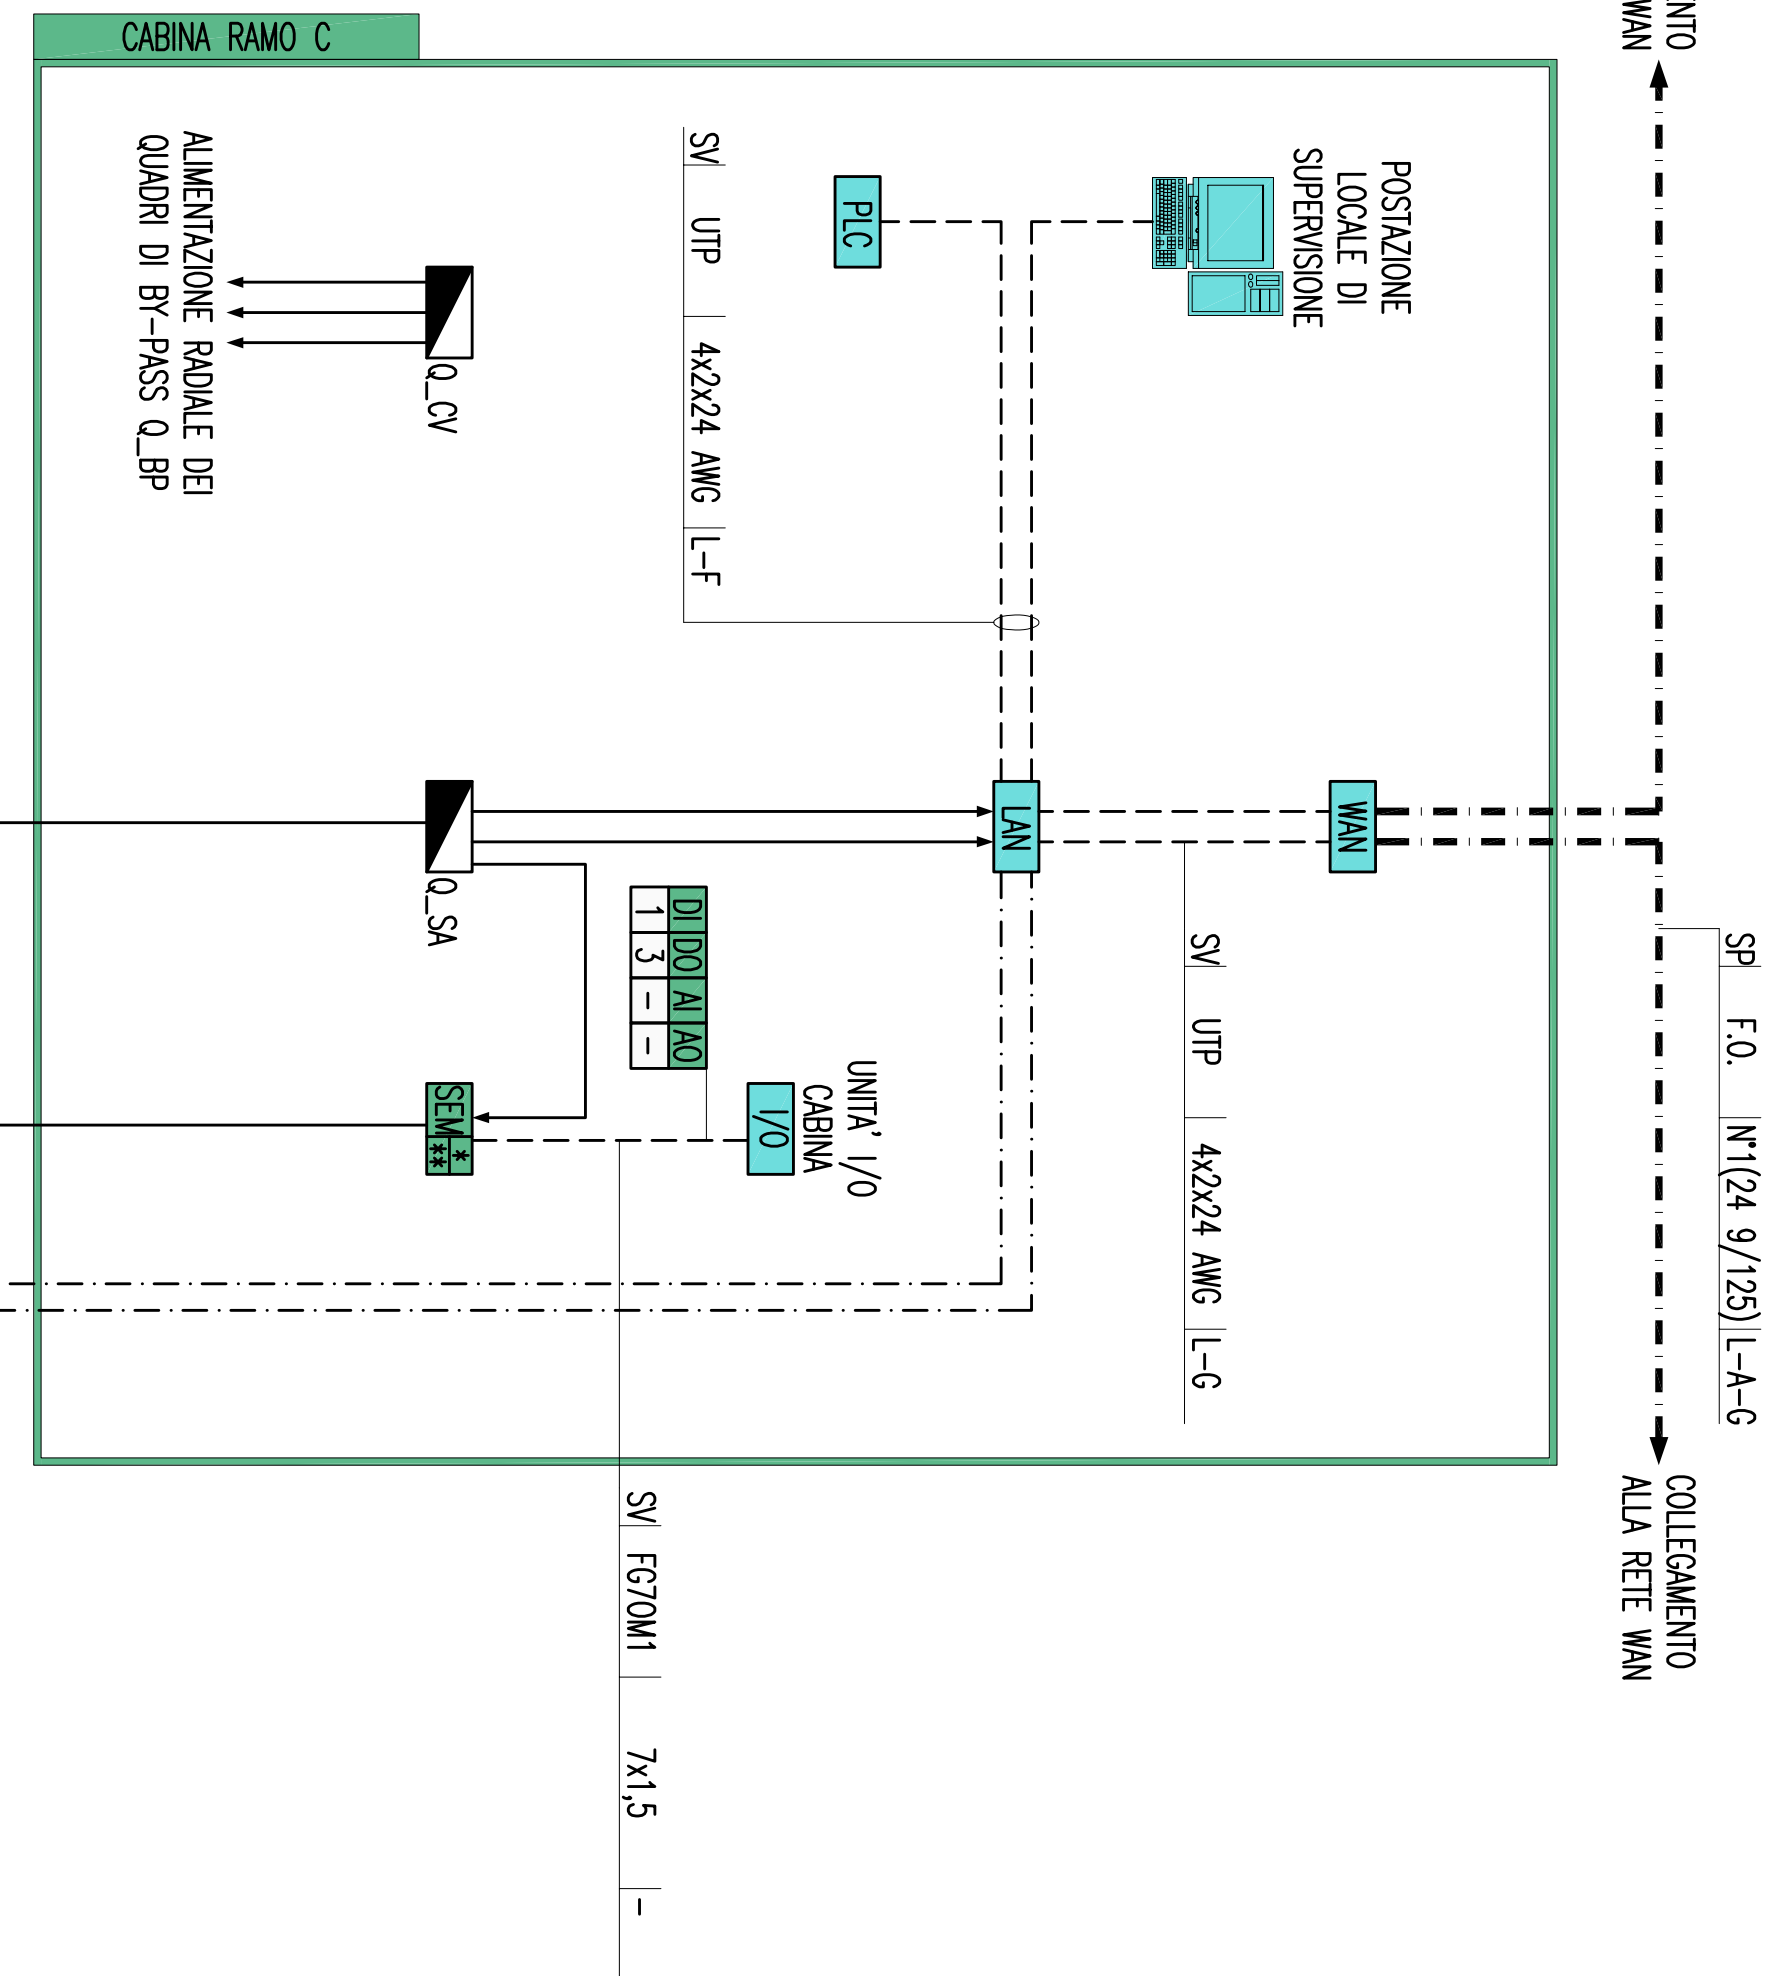 CABINA RAMO C
NTO
WAN
SP F.O. N°1(24 9/125) L-A-G
COLLEGAMENTO
ALLA RETE WAN
POSTAZIONE
LOCALE DI
SUPERVISIONE
WAN
SV UTP 4x2x24 AWG L-G
LAN
PLC
UNITA' I/O
CABINA
I/O
SV UTP 4x2x24 AWG L-F
DI DO AI AO
1 3 - -
SV FG7OM1 7x1,5 -
Q_CV
Q_SA
SEM *
**
ALIMENTAZIONE RADIALE DEI
QUADRI DI BY-PASS Q_BP